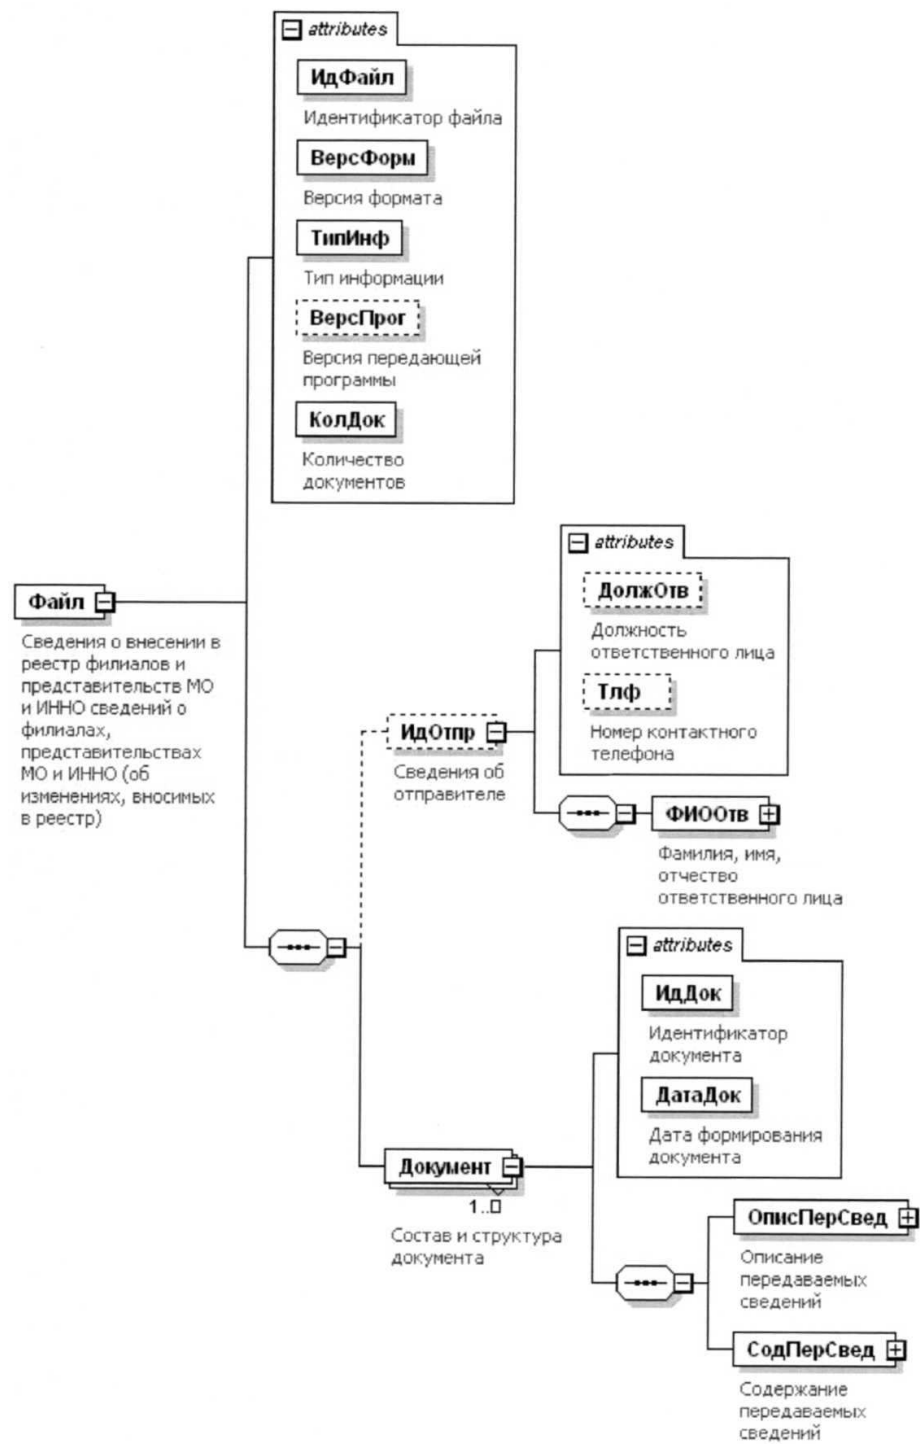 attributes
ИдФайл
Идентификатор файла
ВерсФорм
Версия формата
ТипИнф
Тип информации
ВерсПрог
Версия передающей
программы
КолДок
Количество
документов
Файл
Сведения о внесении в
реестр филиалов и
представительств МО
и ИННО сведений о
филиалах,
представительствах
МО и ИННО (об
изменениях, вносимых
в реестр)
attributes
ДолжОтв
Должность
ответственного лица
Тлф
Номер контактного
телефона
ИдОтпр
Сведения об
отправителе
ФИООтв
Фамилия, имя,
отчество
ответственного лица
attributes
ИдДок
Идентификатор
документа
ДатаДок
Дата формирования
документа
Документ
1..
Состав и структура
документа
ОписПерСвед
Описание
передаваемых
сведений
СодПерСвед
Содержание
передаваемых
сведений